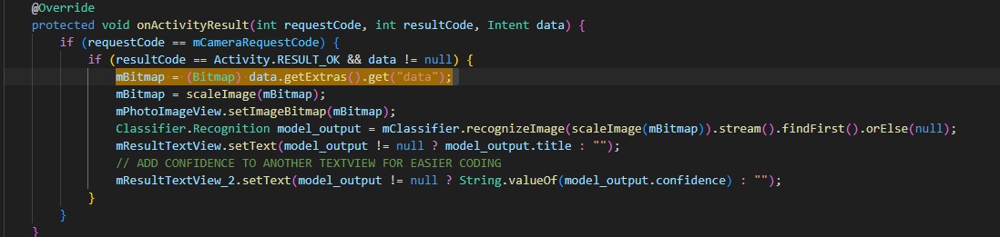 @Override
protected void onActivityResult(int requestCode, int resultCode, Intent data) {
if (requestCode == mCameraRequestCode) {
if (resultCode == Activity.RESULT_OK && data != null) {
mBitmap = (Bitmap) data.getExtras().get("data");
mBitmap = scaleImage(mBitmap);
mPhotoImageView.setImageBitmap(mBitmap);
Classifier.Recognition model_output = mClassifier.recognizeImage(scaleImage(mBitmap)).stream().findFirst().orElse(null);
mResultTextView.setText(model_output != null ? model_output.title : "");
// ADD CONFIDENCE TO ANOTHER TEXTVIEW FOR EASIER CODING
mResultTextView_2.setText(model_output != null ? String.valueOf(model_output.confidence) : "");
}
}
}